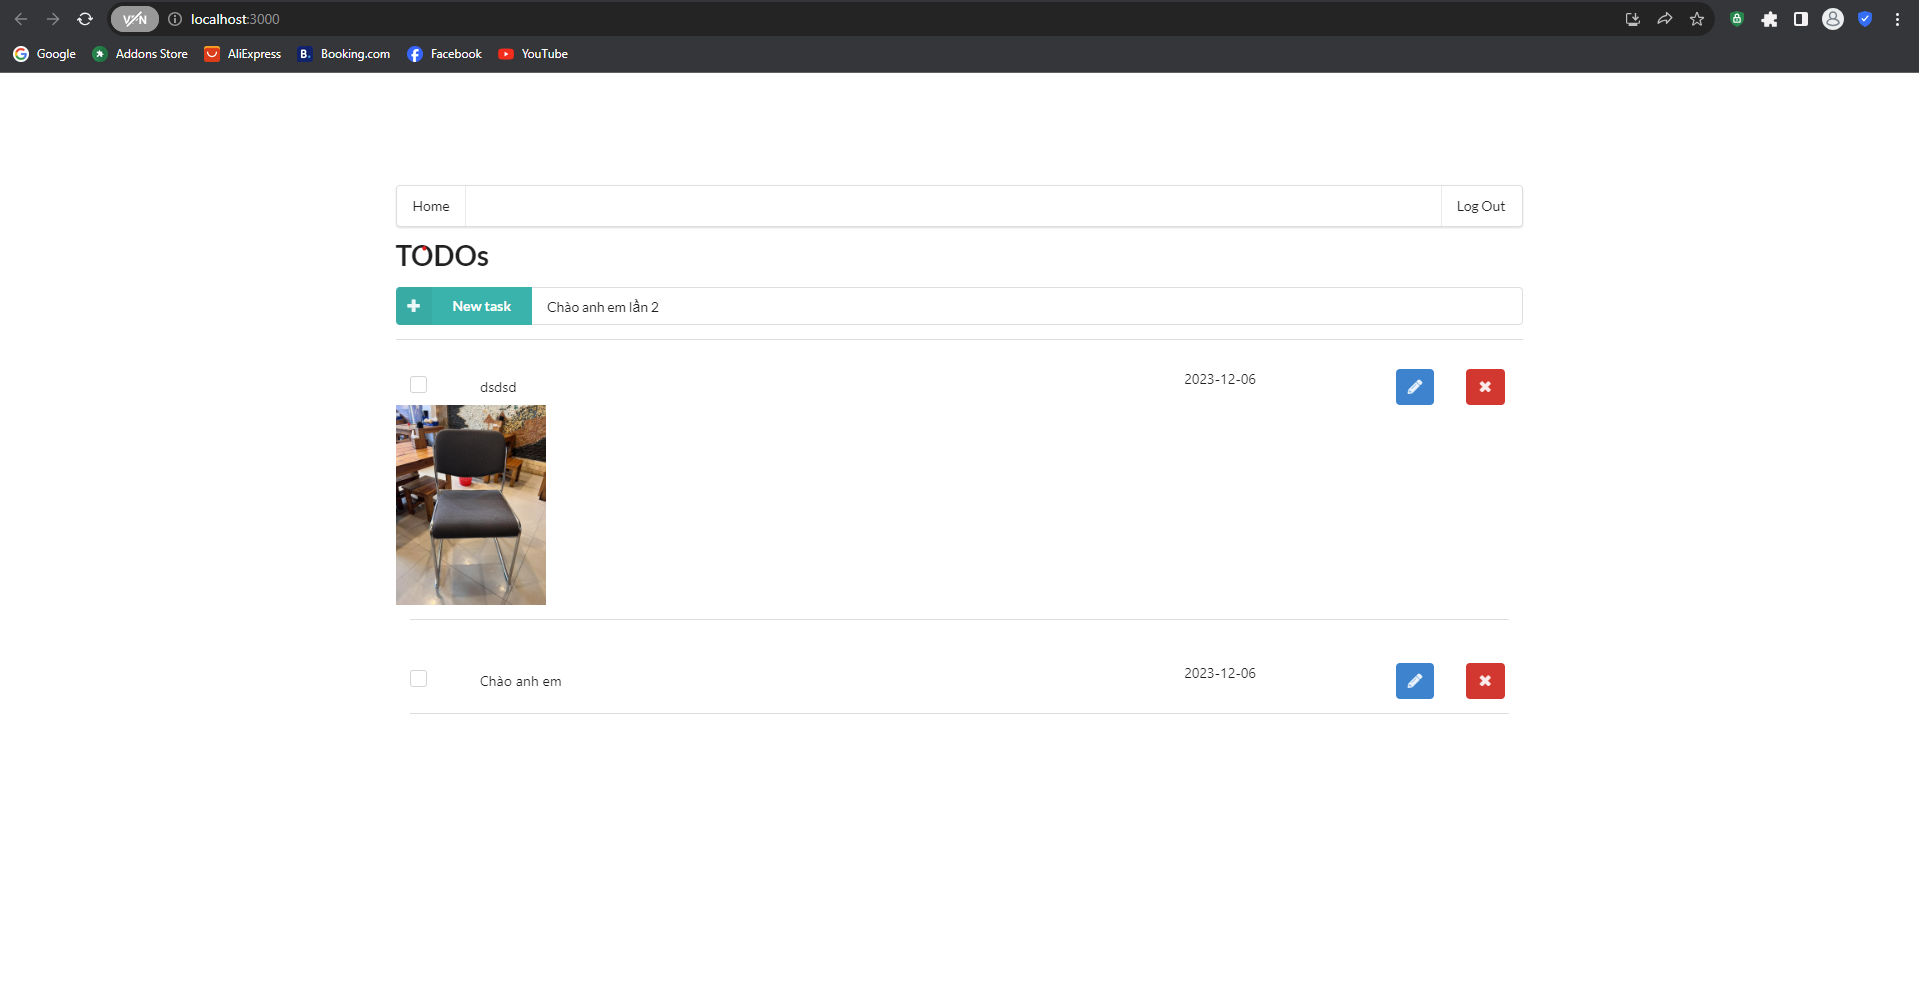 VPN localhost:3000
Google Addons Store AliExpress B. Booking.com Facebook YouTube
Home Log Out
TODOs
New task Chào anh em lần 2
dsdsd 2023-12-06
Chào anh em 2023-12-06